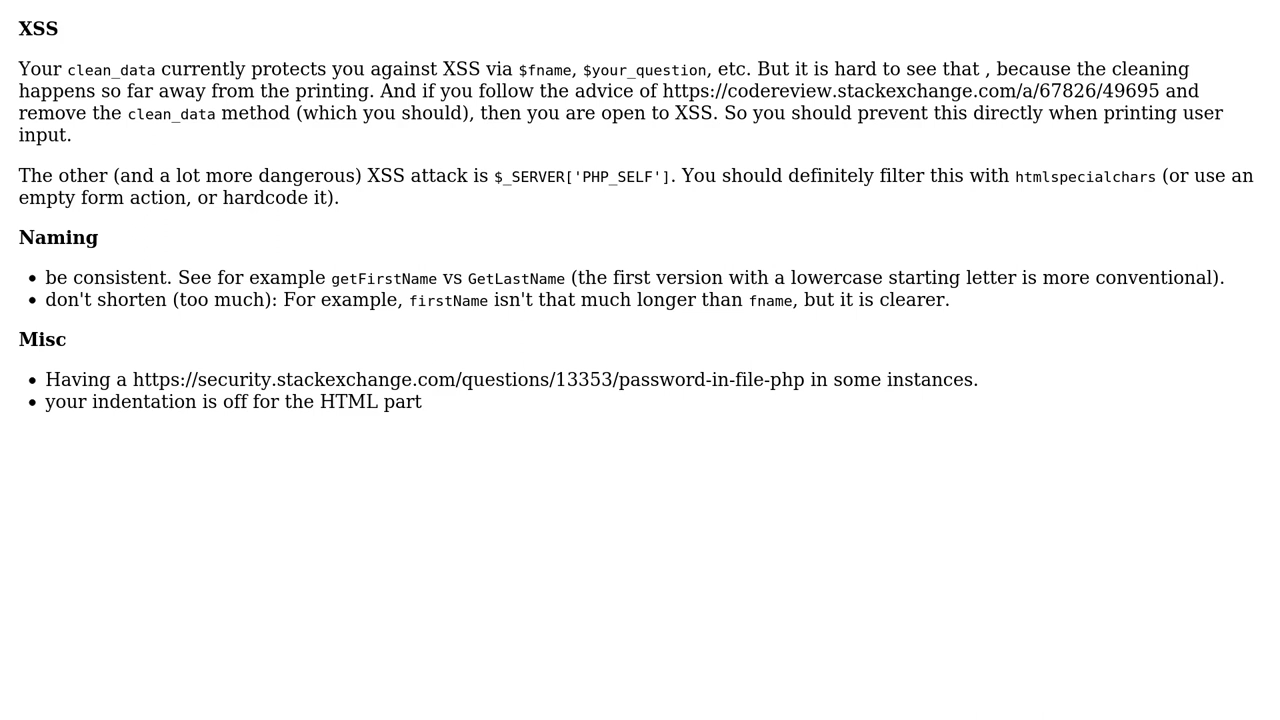 XSS
Your clean_data currently protects you against XSS via $fname, $your_question, etc. But it is hard to see that , because the cleaning
happens so far away from the printing. And if you follow the advice of https://codereview.stackexchange.com/a/67826/49695 and
remove the clean_data method (which you should), then you are open to XSS. So you should prevent this directly when printing user
input.
The other (and a lot more dangerous) XSS attack is $_SERVER['PHP_SELF']. You should definitely filter this with htmlspecialchars (or use an
empty form action, or hardcode it).
Naming
• be consistent. See for example getFirstName vs GetLastName (the first version with a lowercase starting letter is more conventional).
• don't shorten (too much): For example, firstName isn't that much longer than fname, but it is clearer.
Misc
• Having a https://security.stackexchange.com/questions/13353/password-in-file-php in some instances.
• your indentation is off for the HTML part